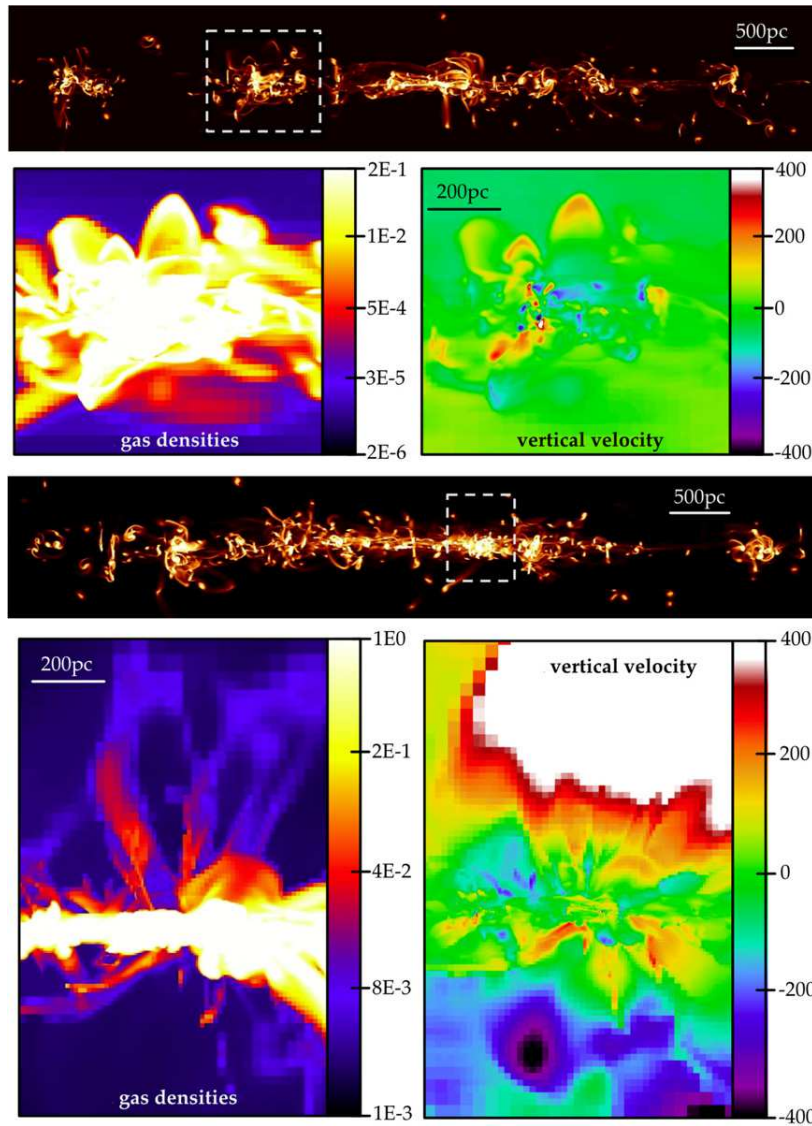 500pc
2E-1
1E-2
5E-4
3E-5
2E-6
gas densities
200pc
400
200
0
-200
-400
vertical velocity
500pc
200pc
1E0
2E-1
4E-2
8E-3
1E-3
gas densities
vertical velocity
400
200
0
-200
-400